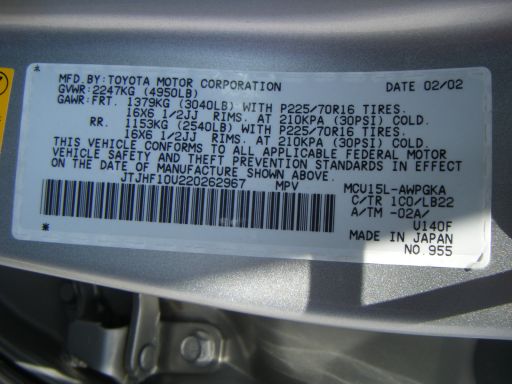 MFD.BY:TOYOTA MOTOR CORPORATION DATE 02/02
GVWR:2247KG (4950LB)
GAWR:FRT. 1379KG (3040LB) WITH P225/70R16 TIRES.
16X6 1/2JJ RIMS. AT 210KPA (30PSI) COLD.
RR. 1153KG (2540LB) WITH P225/70R16 TIRES.
16X6 1/2JJ RIMS. AT 210KPA (30PSI) COLD.
THIS VEHICLE CONFORMS TO ALL APPLICABLE FEDERAL MOTOR
VEHICLE SAFETY AND THEFT PREVENTION STANDARDS IN EFFECT
ON THE DATE OF MANUFACTURE SHOWN ABOVE.
JTJHF10U220262967 MPV MCU15L-AWPGKA
C/TR 1C0/LB22
A/TM -02A/
U140F
MADE IN JAPAN
NO.955